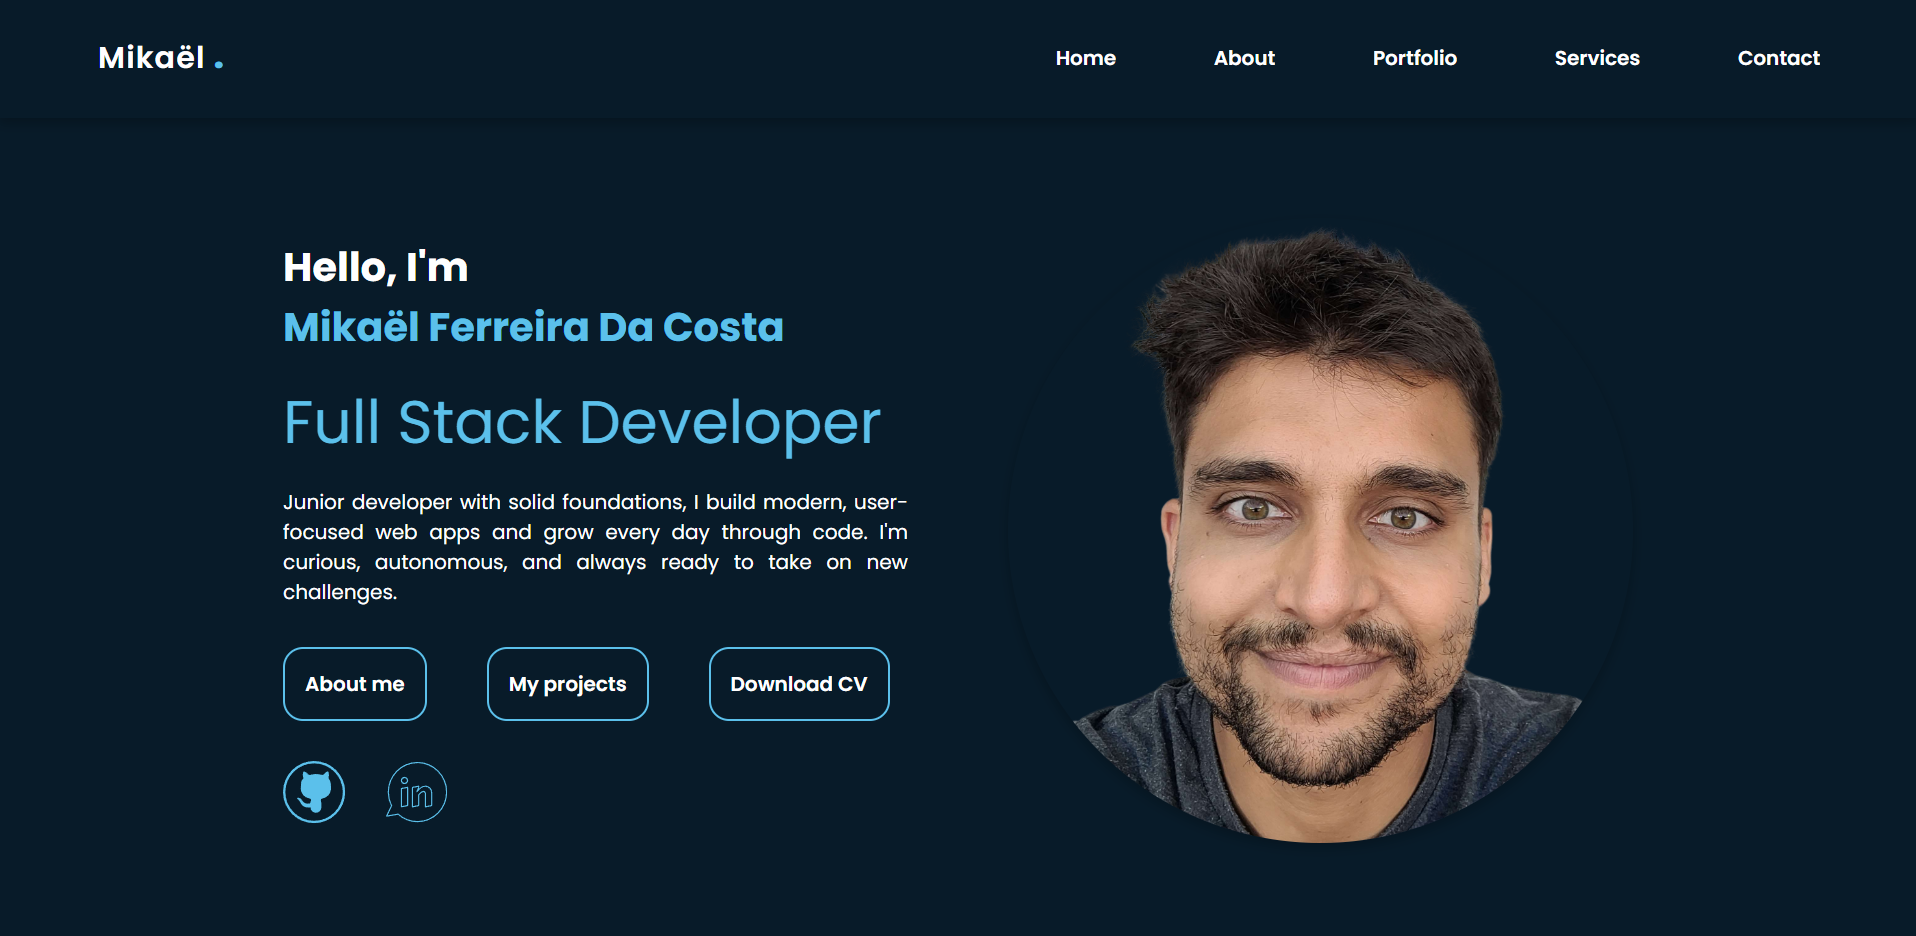 Mikaël .
Home About Portfolio Services Contact
Hello, I'm
Mikaël Ferreira Da Costa
Full Stack Developer
Junior developer with solid foundations, I build modern, user-
focused web apps and grow every day through code. I'm
curious, autonomous, and always ready to take on new
challenges.
About me My projects Download CV
in